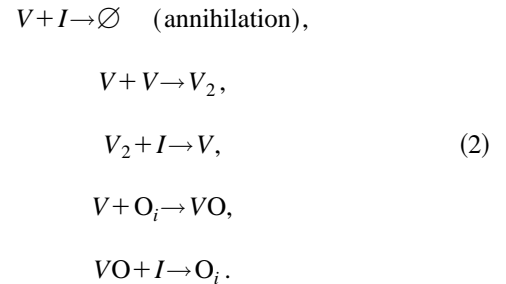 V+I→∅ (annihilation),
V+V→V₂,
V₂+I→V, (2)
V+Oᵢ→VO,
VO+I→Oᵢ.